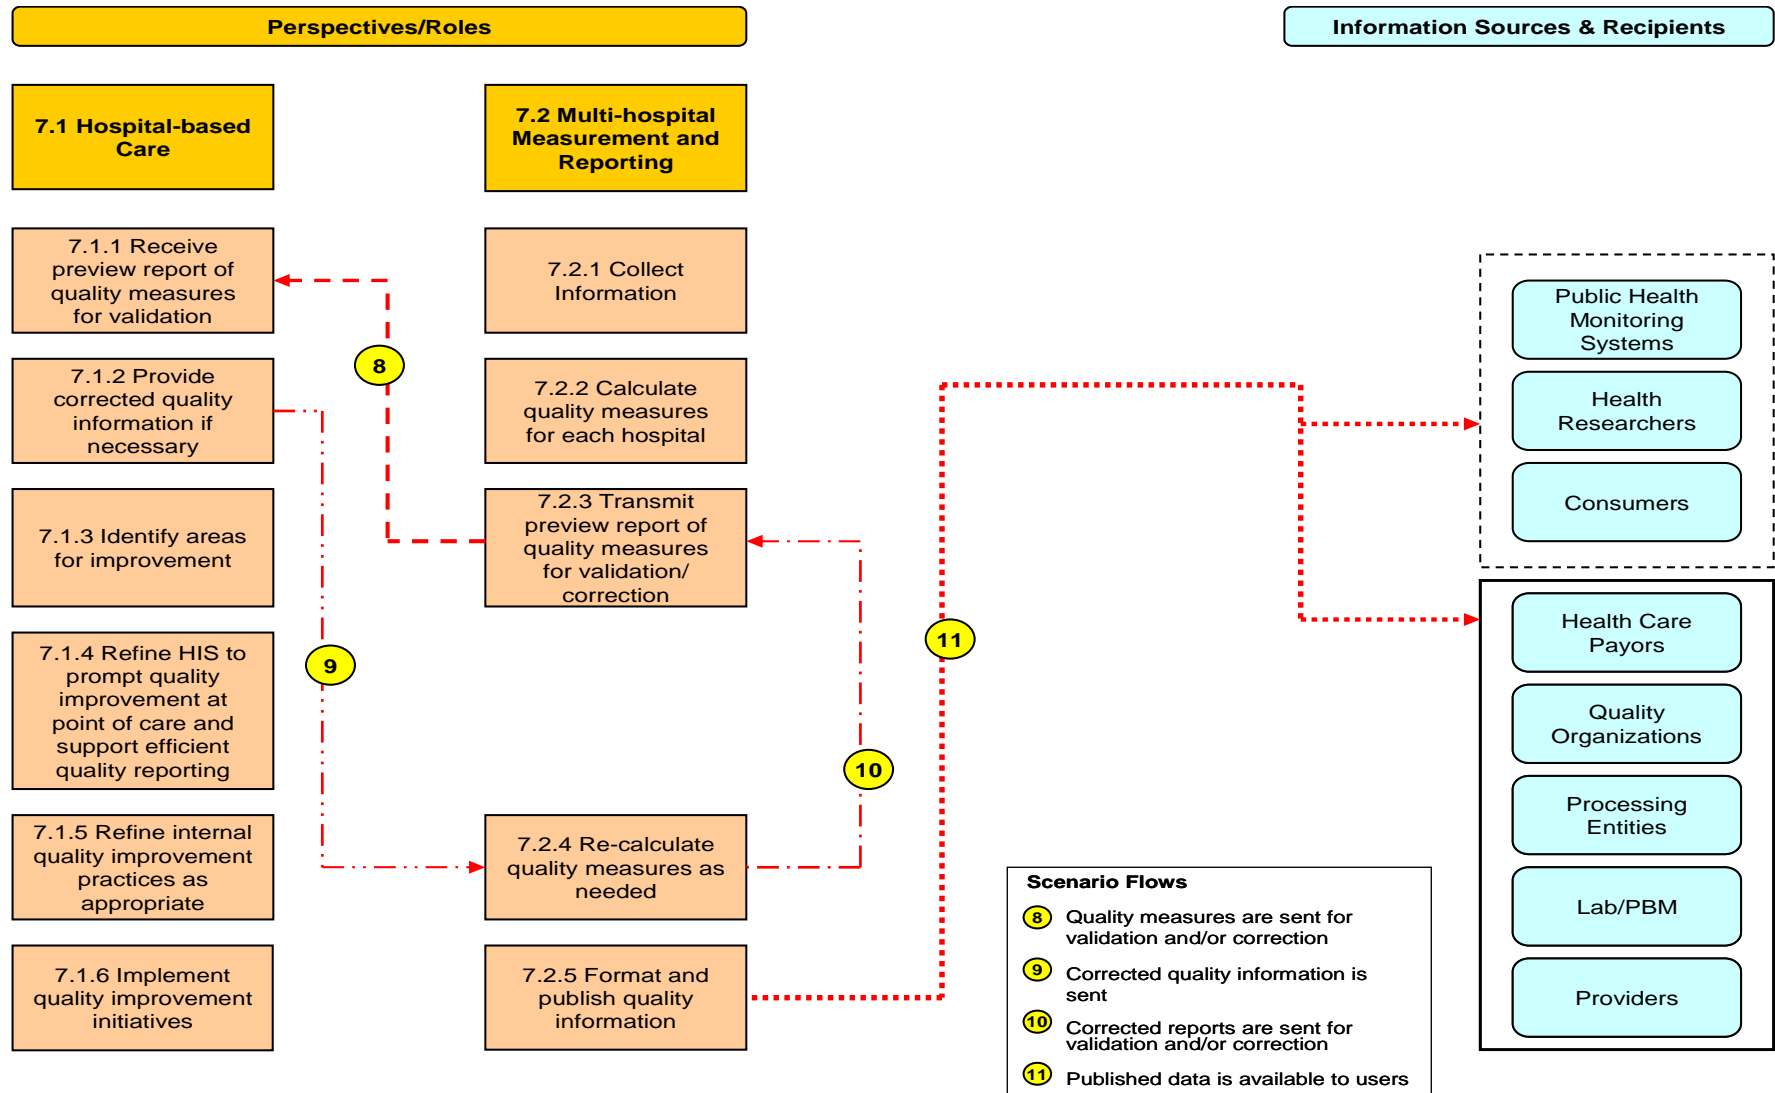 Perspectives/Roles
Information Sources & Recipients
7.1 Hospital-based
Care
7.2 Multi-hospital
Measurement and
Reporting
7.1.1 Receive
preview report of
quality measures
for validation
7.1.2 Provide
corrected quality
information if
necessary
7.1.3 Identify areas
for improvement
7.1.4 Refine HIS to
prompt quality
improvement at
point of care and
support efficient
quality reporting
7.1.5 Refine internal
quality improvement
practices as
appropriate
7.1.6 Implement
quality improvement
initiatives
8
9
7.2.1 Collect
Information
7.2.2 Calculate
quality measures
for each hospital
7.2.3 Transmit
preview report of
quality measures
for validation/
correction
7.2.4 Re-calculate
quality measures as
needed
7.2.5 Format and
publish quality
information
10
11
Public Health
Monitoring
Systems
Health
Researchers
Consumers
Health Care
Payors
Quality
Organizations
Processing
Entities
Lab/PBM
Providers
Scenario Flows
8 Quality measures are sent for
validation and/or correction
9 Corrected quality information is
sent
10 Corrected reports are sent for
validation and/or correction
11 Published data is available to users